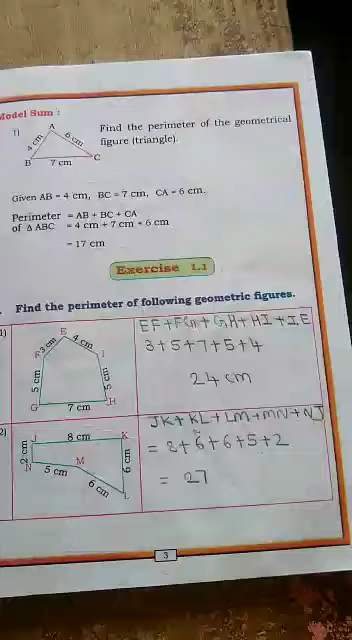 Model Sum :
1)
A
4 cm
6 cm
B
7 cm
C
Find the perimeter of the geometrical
figure (triangle).
Given AB = 4 cm, BC = 7 cm, CA = 6 cm.
Perimeter = AB + BC + CA
of Δ ABC = 4 cm + 7 cm + 6 cm
= 17 cm
Exercise 1.1
Find the perimeter of following geometric figures.
1)
E
3 cm
4 cm
F
I
5 cm
5 cm
G
7 cm
H
EF+FG+GH+HI+IE
3+5+7+5+4
24 cm
2)
J
8 cm
K
2 cm
N
M
5 cm
6 cm
6 cm
L
JK+KL+LM+MN+NJ
= 8+6+6+5+2
= 27
3